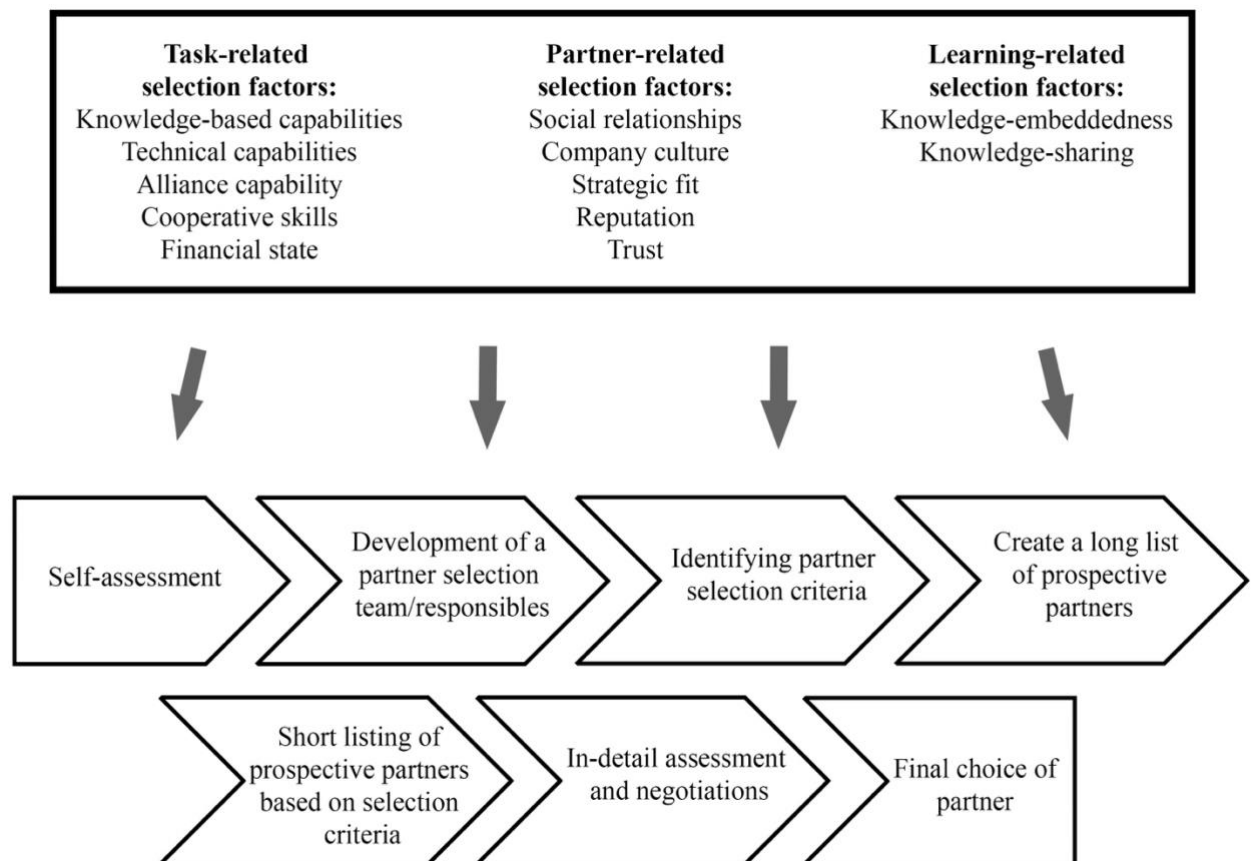 Task-related
selection factors:
Knowledge-based capabilities
Technical capabilities
Alliance capability
Cooperative skills
Financial state
Partner-related
selection factors:
Social relationships
Company culture
Strategic fit
Reputation
Trust
Learning-related
selection factors:
Knowledge-embeddedness
Knowledge-sharing
Self-assessment
Development of a
partner selection
team/responsibles
Identifying partner
selection criteria
Create a long list
of prospective
partners
Short listing of
prospective partners
based on selection
criteria
In-detail assessment
and negotiations
Final choice of
partner